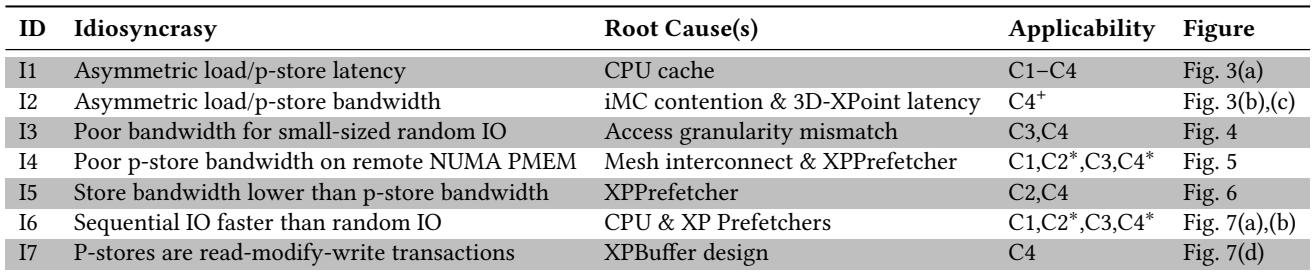 ID Idiosyncrasy Root Cause(s) Applicability Figure
I1 Asymmetric load/p-store latency CPU cache C1–C4 Fig. 3(a)
I2 Asymmetric load/p-store bandwidth iMC contention & 3D-XPoint latency C4⁺ Fig. 3(b),(c)
I3 Poor bandwidth for small-sized random IO Access granularity mismatch C3,C4 Fig. 4
I4 Poor p-store bandwidth on remote NUMA PMEM Mesh interconnect & XPPrefetcher C1,C2*,C3,C4* Fig. 5
I5 Store bandwidth lower than p-store bandwidth XPPrefetcher C2,C4 Fig. 6
I6 Sequential IO faster than random IO CPU & XP Prefetchers C1,C2*,C3,C4* Fig. 7(a),(b)
I7 P-stores are read-modify-write transactions XPBuffer design C4 Fig. 7(d)